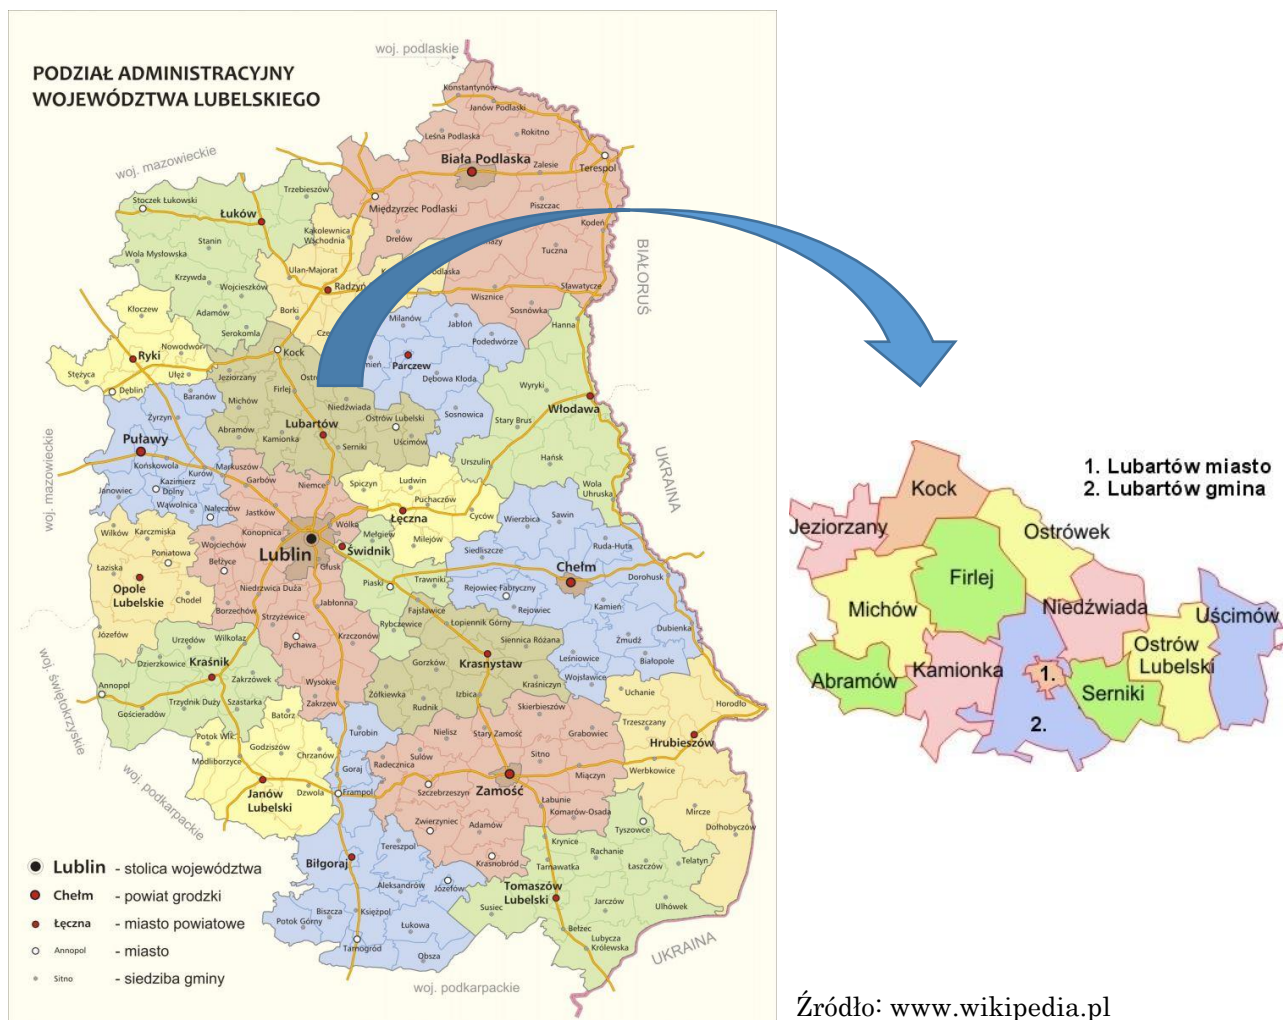 woj. podlaskie
PODZIAŁ ADMINISTRACYJNY
WOJEWÓDZTWA LUBELSKIEGO
Konstantynów
Janów Podlaski
Leśna Podlaska
Rokitno
woj. mazowieckie
Biała Podlaska
Zalesie
Terespol
Trzebieszów
Stoczek Łukowski
Międzyrzec Podlaski
Piszczac
Łuków
Kodeń
Kąkolewnica
Wschodnia
Drelów
Stanin
Tuczna
BIAŁORUŚ
Wola Mysłowska
Ulan-Majorat
Podlaska
Krzywda
Radzyń
Sławatycze
Wojcieszków
Wisznice
Kłoczew
Adamów
Borki
Sosnówka
Serokomla
Milanów
Jabłoń
Hanna
Podedwórze
Nowodwór
Kock
Ryki
Parczew
Stężyca
Ułęż
Jeziorzany
Dębowa Kłoda
Dęblin
Baranów
Firlej
Wyryki
Michów
Niedźwiada
Włodawa
Żyrzyn
Ostrów Lubelski
Sosnowica
Abramów
Lubartów
Stary Brus
Puławy
Kamionka
Serniki
Uścimów
woj. mazowieckie
Końskowola
Markuszów
Urszulin
Hańsk
UKRAINA
Kurów
Garbów
Niemce
Spiczyn
Ludwin
Kazimierz
Dolny
Janowiec
Wąwolnica
Puchaczów
Wola
Uhruska
Nałęczów
Jastków
Łęczna
Cyców
Wierzbica
Sawin
Wilków
Karczmiska
Konopnica
Wólka
Mełgiew
Milejów
Wojciechów
Lublin
Świdnik
Siedliszcze
Ruda-Huta
Poniatowa
Bełżyce
Głusk
Łaziska
Chełm
Dorohusk
Opole
Lubelskie
Niedrzwica Duża
Piaski
Trawniki
Rejowiec Fabryczny
Chodel
Jabłonna
Rejowiec
Kamień
Borzechów
Fajsławice
Strzyżewice
Łopiennik Górny
Józefów
Rybczewice
Dubienka
Urzędów
Wilkołaz
Bychawa
Krzczonów
Siennica Różana
Żmudź
Dzierzkowice
Krasnystaw
Leśniowice
Białopole
woj. świętokrzyskie
Kraśnik
Gorzków
Zakrzówek
Kraśniczyn
Wojsławice
Annopol
Wysokie
Żółkiewka
Izbica
Uchanie
Trzydnik Duży
Szastarka
Zakrzew
Rudnik
Skierbieszów
Horodło
Gościeradów
Batorz
Trzeszczany
Turobin
Nielisz
Stary Zamość
Grabowiec
Potok Wlk.
Godziszów
Hrubieszów
Modliborzyce
Chrzanów
Sułów
Sitno
Goraj
Radecznica
Miączyn
Werbkowice
woj. podkarpackie
Janów
Lubelski
Dzwola
Frampol
Szczebrzeszyn
Zamość
Łabunie
Komarów-Osada
Mircze
Zwierzyniec
Adamów
Tyszowce
Dołhobyczów
Tereszpol
Krynice
Rachanie
Biłgoraj
Krasnobród
Tarnawatka
Łaszczów
Telatyn
Aleksandrów
Józefów
Tomaszów
Lubelski
Biszcza
Księżpol
Susiec
Jarczów
Ulhówek
Potok Górny
Łukowa
Bełżec
Tarnogród
Obsza
Lubycza
Królewska
UKRAINA
woj. podkarpackie
Lublin - stolica województwa
Chełm - powiat grodzki
Łęczna - miasto powiatowe
Annopol - miasto
Sitno - siedziba gminy
1. Lubartów miasto
2. Lubartów gmina
Kock
Jeziorzany
Ostrówek
Firlej
Michów
Niedźwiada
Uścimów
Ostrów
Lubelski
Kamionka
Abramów
1.
Serniki
2.
Źródło: www.wikipedia.pl